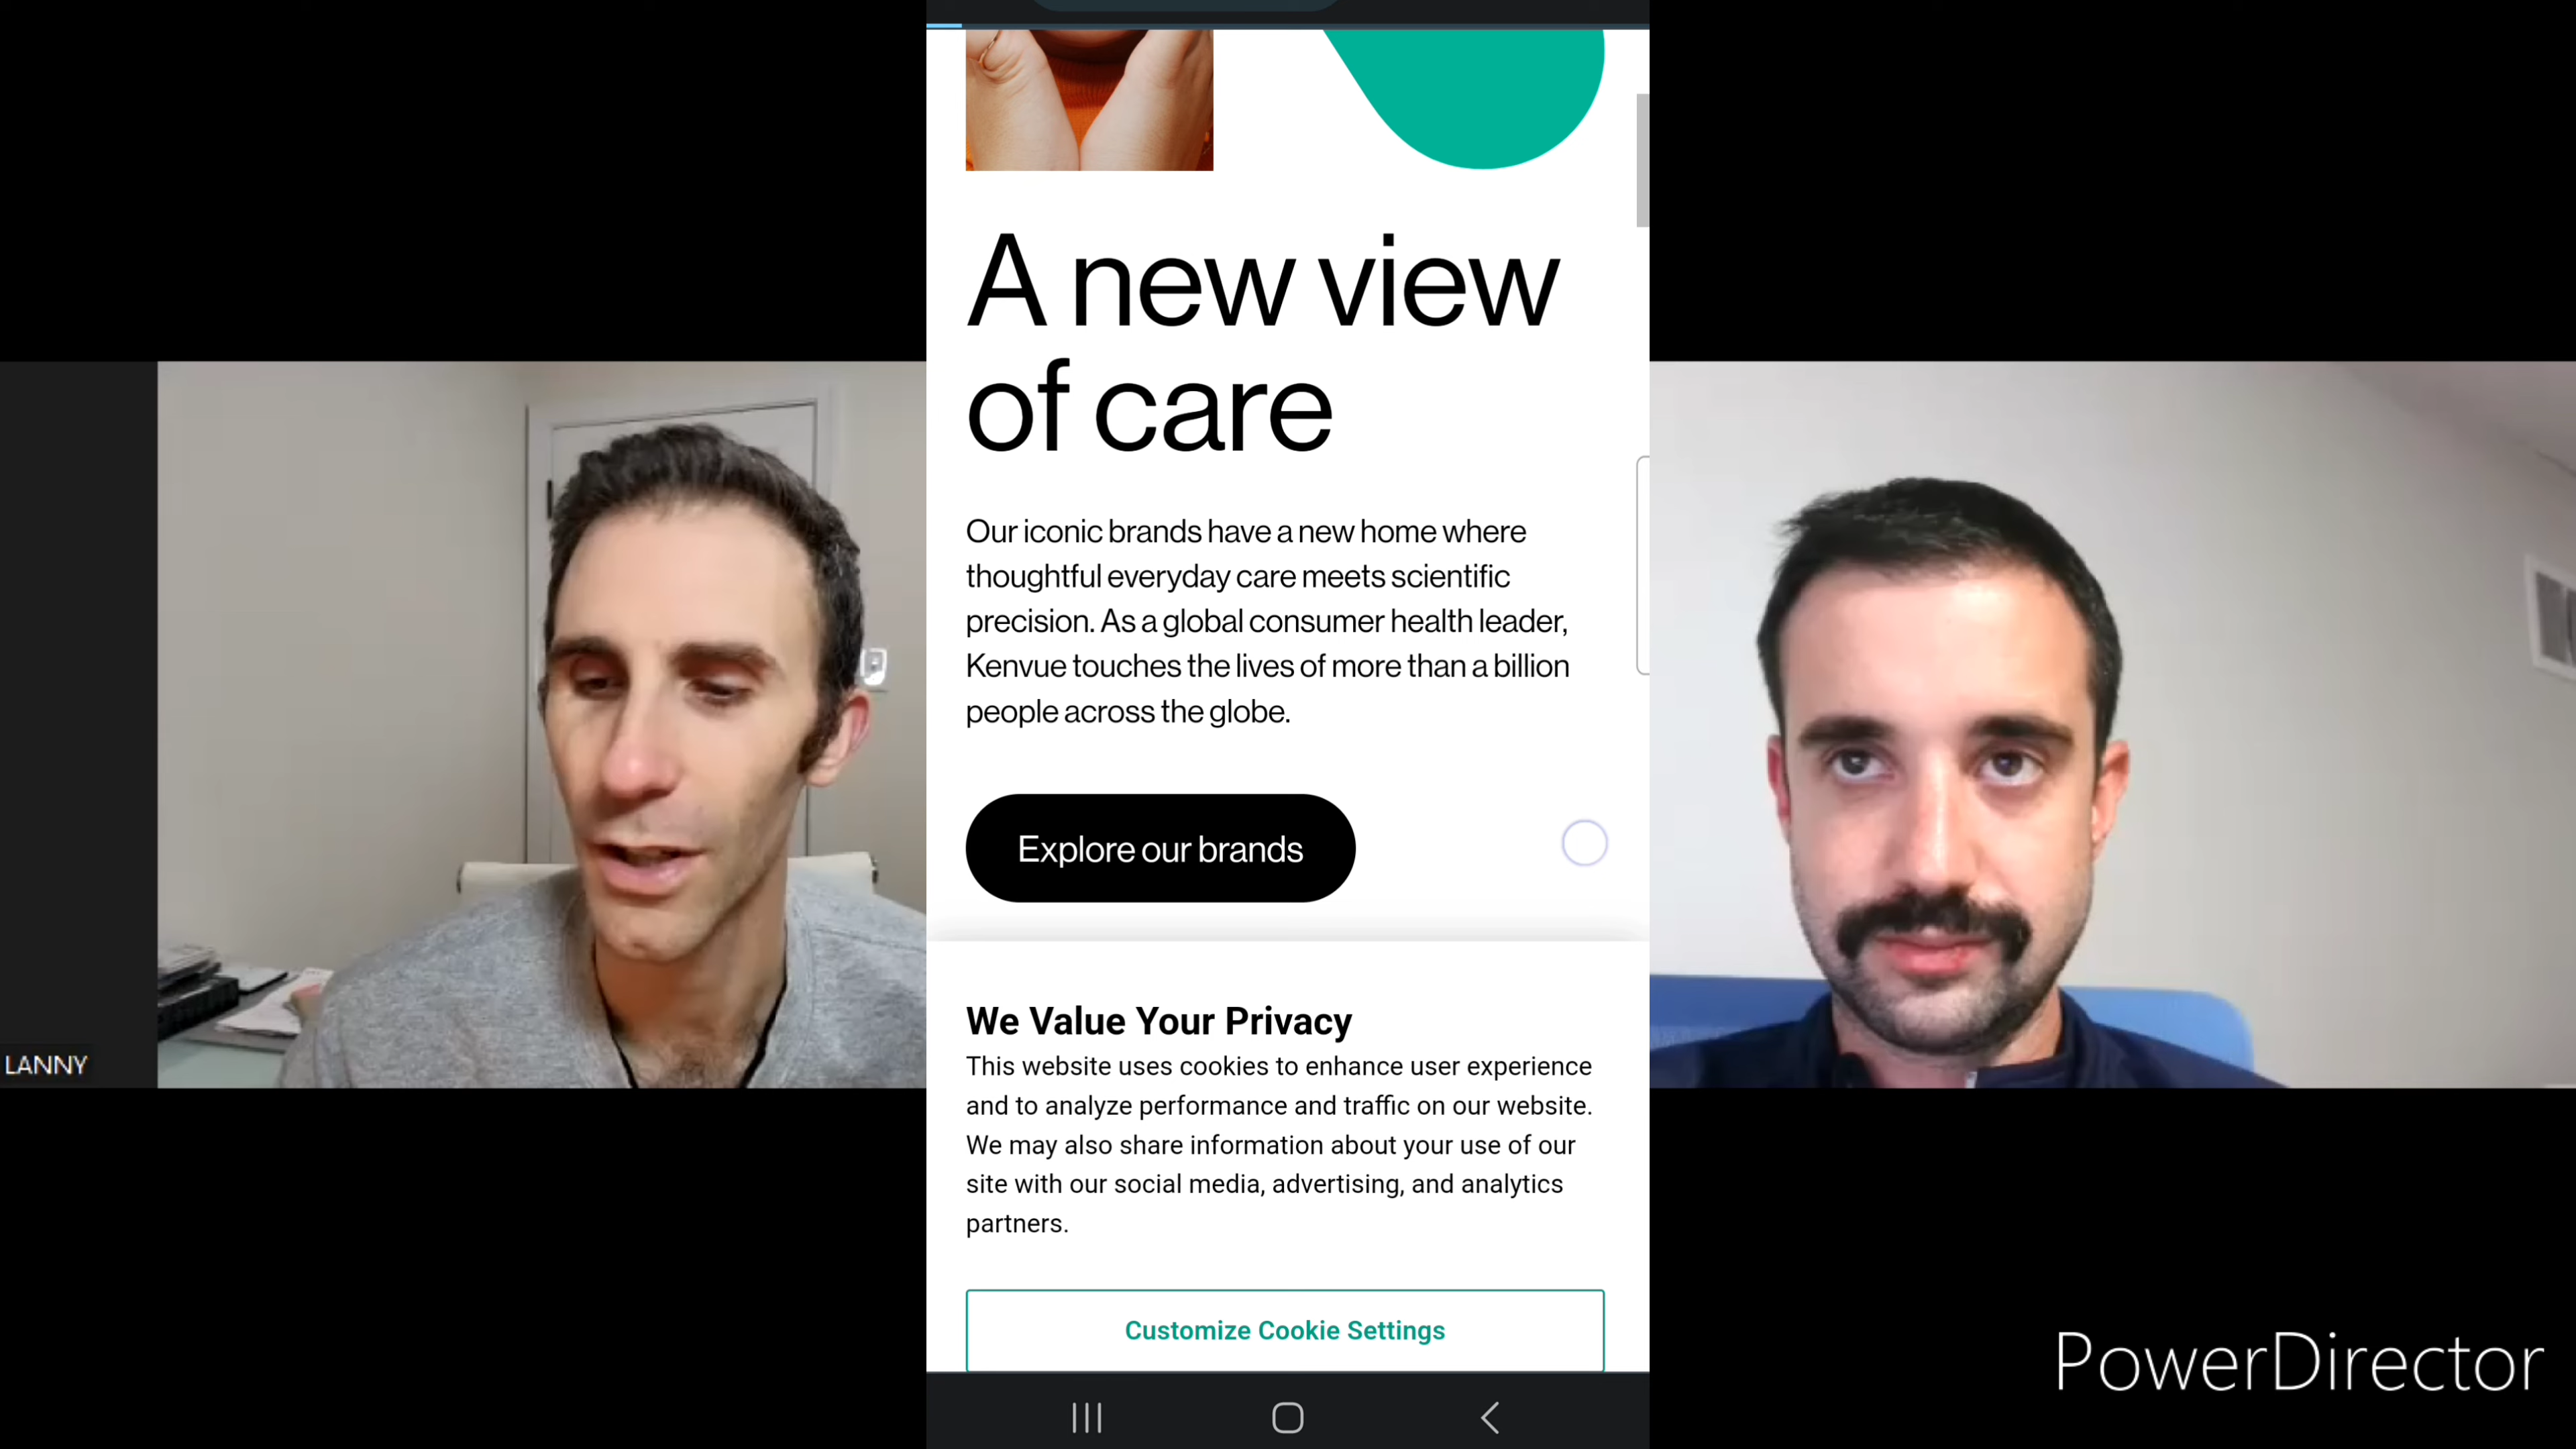 A new view
of care
Our iconic brands have a new home where
thoughtful everyday care meets scientific
precision. As a global consumer health leader,
Kenvue touches the lives of more than a billion
people across the globe.
Explore our brands
We Value Your Privacy
This website uses cookies to enhance user experience
and to analyze performance and traffic on our website.
We may also share information about your use of our
site with our social media, advertising, and analytics
partners.
Customize Cookie Settings
LANNY
PowerDirector